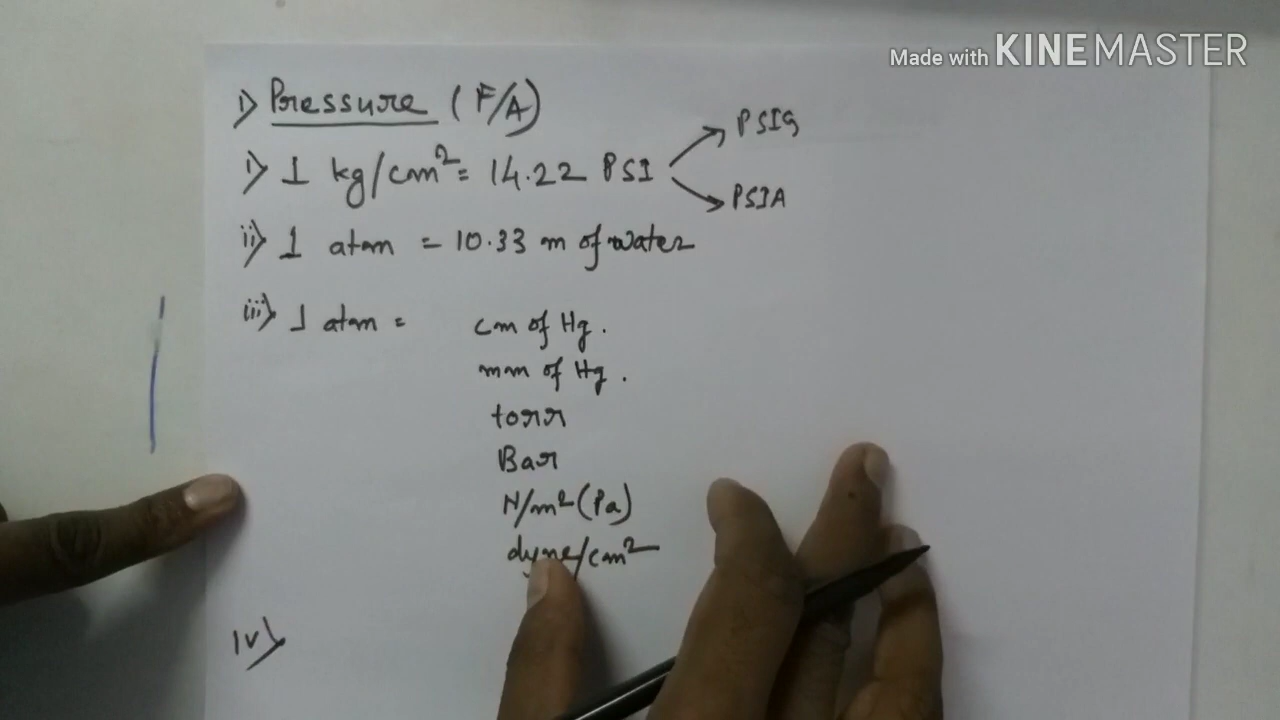 Made with KINEMASTER
1) Pressure (F/A)
i) 1 kg/cm² = 14.22 PSI
PSIG
PSIA
ii) 1 atm = 10.33 m of water
iii) 1 atm = cm of Hg.
mm of Hg.
torr
Bar
N/m² (Pa)
dyne/cm²
iv)